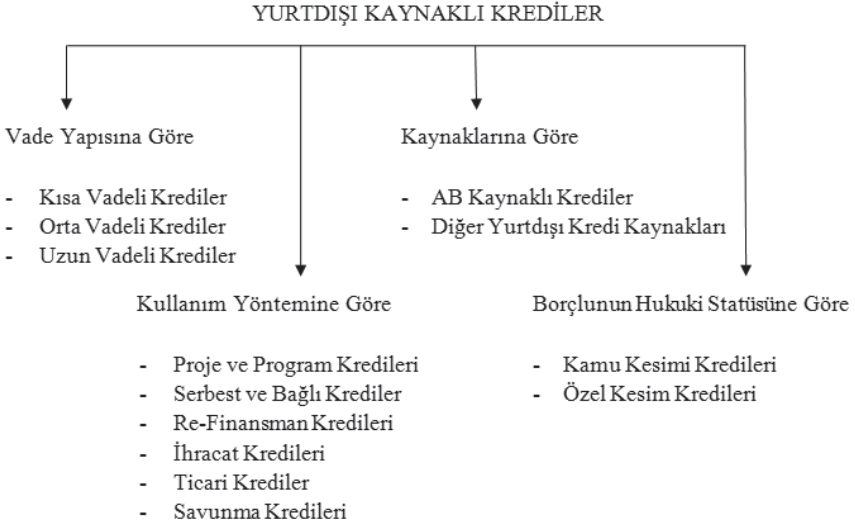 YURTDIŞI KAYNAKLI KREDİLER
Vade Yapısına Göre
- Kısa Vadeli Krediler
- Orta Vadeli Krediler
- Uzun Vadeli Krediler
Kaynaklarına Göre
- AB Kaynaklı Krediler
- Diğer Yurtdışı Kredi Kaynakları
Kullanım Yöntemine Göre
- Proje ve Program Kredileri
- Serbest ve Bağlı Krediler
- Re-Finansman Kredileri
- İhracat Kredileri
- Ticari Krediler
- Savunma Kredileri
Borçlunun Hukuki Statüsüne Göre
- Kamu Kesimi Kredileri
- Özel Kesim Kredileri